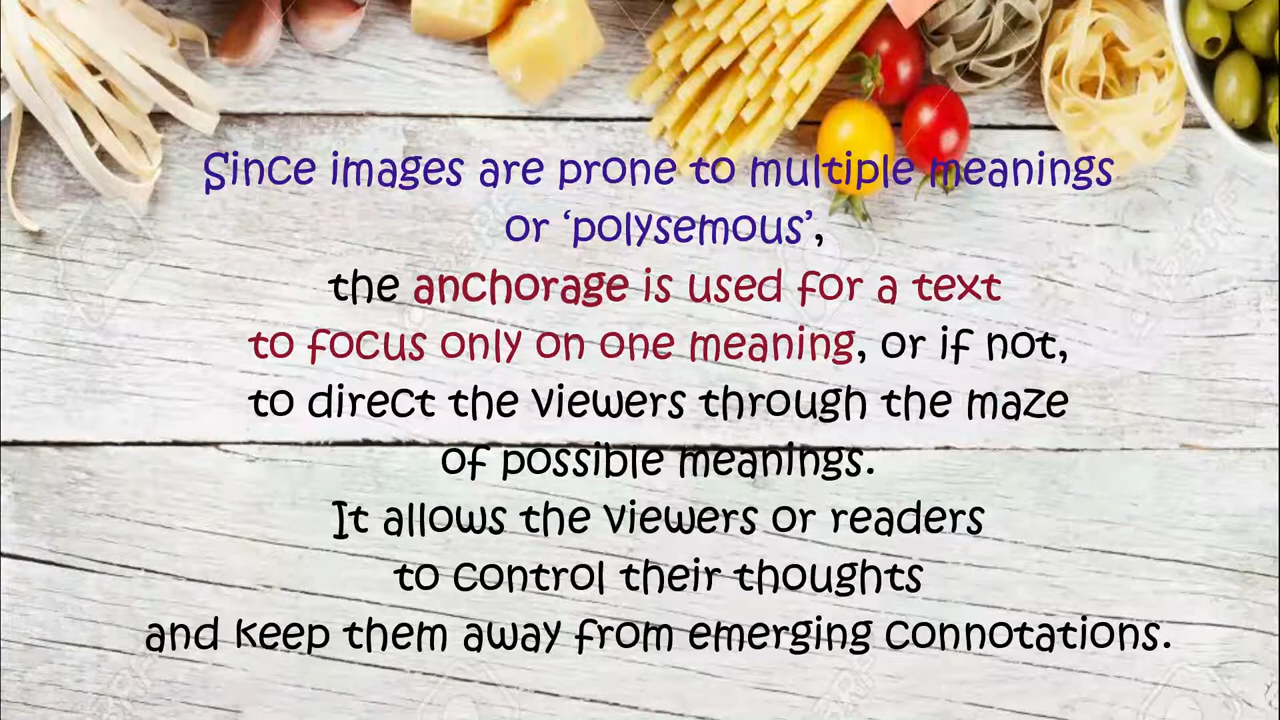 Since images are prone to multiple meanings
or ‘polysemous’,
the anchorage is used for a text
to focus only on one meaning, or if not,
to direct the viewers through the maze
of possible meanings.
It allows the viewers or readers
to control their thoughts
and keep them away from emerging connotations.